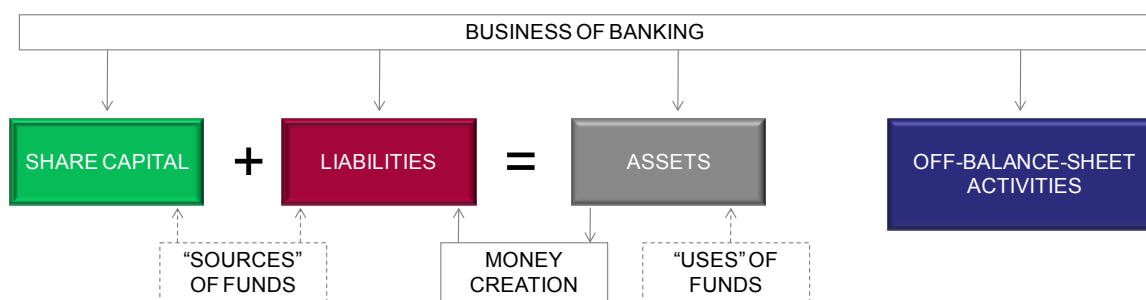 BUSINESS OF BANKING
SHARE CAPITAL + LIABILITIES = ASSETS
OFF-BALANCE-SHEET
ACTIVITIES
"SOURCES"
OF FUNDS
MONEY
CREATION
"USES" OF
FUNDS